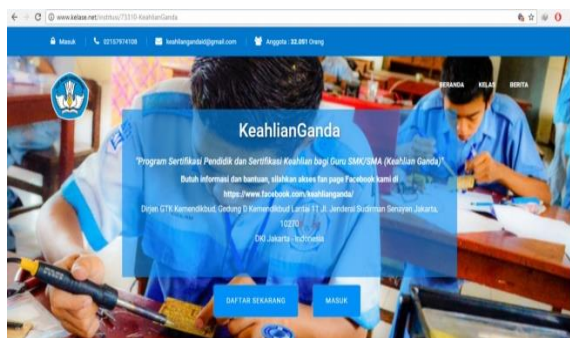 www.kelase.net/institusi/73310-KeahlianGanda
Masuk
02157974108
keahliangandaid@gmail.com
Anggota : 32.051 Orang
BERANDA KELAS BERITA
KeahlianGanda
"Program Sertifikasi Pendidik dan Sertifikasi Keahlian bagi Guru SMK/SMA (Keahlian Ganda)"
Butuh informasi dan bantuan, silahkan akses fan page Facebook kami di
https://www.facebook.com/keahlianganda/
Dirjen GTK Kemendikbud, Gedung D Kemendikbud Lantai 11 Jl. Jenderal Sudirman Senayan Jakarta,
10270
DKI Jakarta - Indonesia
DAFTAR SEKARANG
MASUK